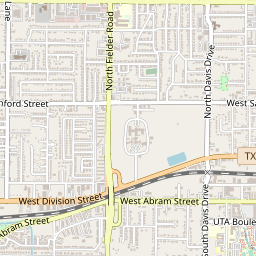 Lane
North Fielder Road
North Davis Drive
nford Street
West Sa
TX
West Division Street
West Abram Street
Abram Street
South Davis Drive
UTA Boule